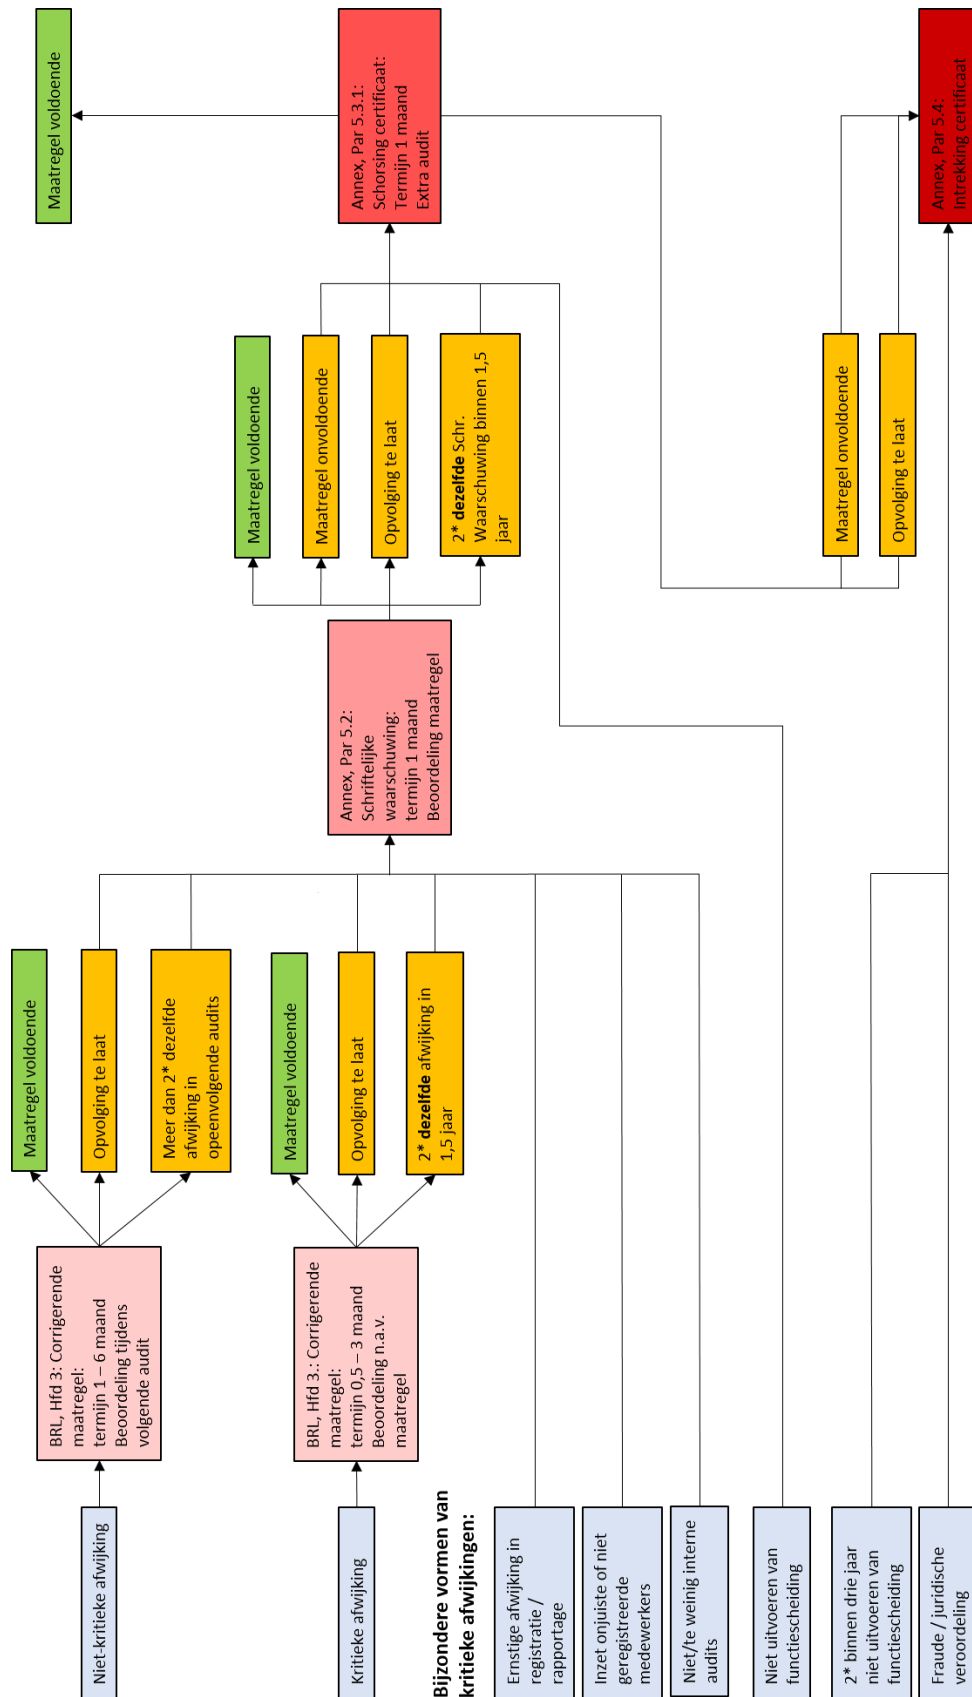 Niet-kritieke afwijking
BRL, Hfd 3: Corrigerende
maatregel:
termijn 1 – 6 maand
Beoordeling tijdens
volgende audit
Maatregel voldoende
Opvolging te laat
Meer dan 2* dezelfde
afwijking in
opeenvolgende audits
Kritieke afwijking
BRL, Hfd 3.: Corrigerende
maatregel:
termijn 0,5 – 3 maand
Beoordeling n.a.v.
maatregel
Maatregel voldoende
Opvolging te laat
2* dezelfde afwijking in
1,5 jaar
Bijzondere vormen van
kritieke afwijkingen:
Ernstige afwijking in
registratie /
rapportage
Inzet onjuiste of niet
geregistreerde
medewerkers
Niet/te weinig interne
audits
Niet uitvoeren van
functiescheiding
2* binnen drie jaar
niet uitvoeren van
functiescheiding
Fraude / juridische
veroordeling
Annex, Par 5.2:
Schriftelijke
waarschuwing:
termijn 1 maand
Beoordeling maatregel
Maatregel voldoende
Maatregel onvoldoende
Opvolging te laat
2* dezelfde Schr.
Waarschuwing binnen 1,5
jaar
Maatregel voldoende
Annex, Par 5.3.1:
Schorsing certificaat:
Termijn 1 maand
Extra audit
Maatregel onvoldoende
Opvolging te laat
Annex, Par 5.4:
Intrekking certificaat